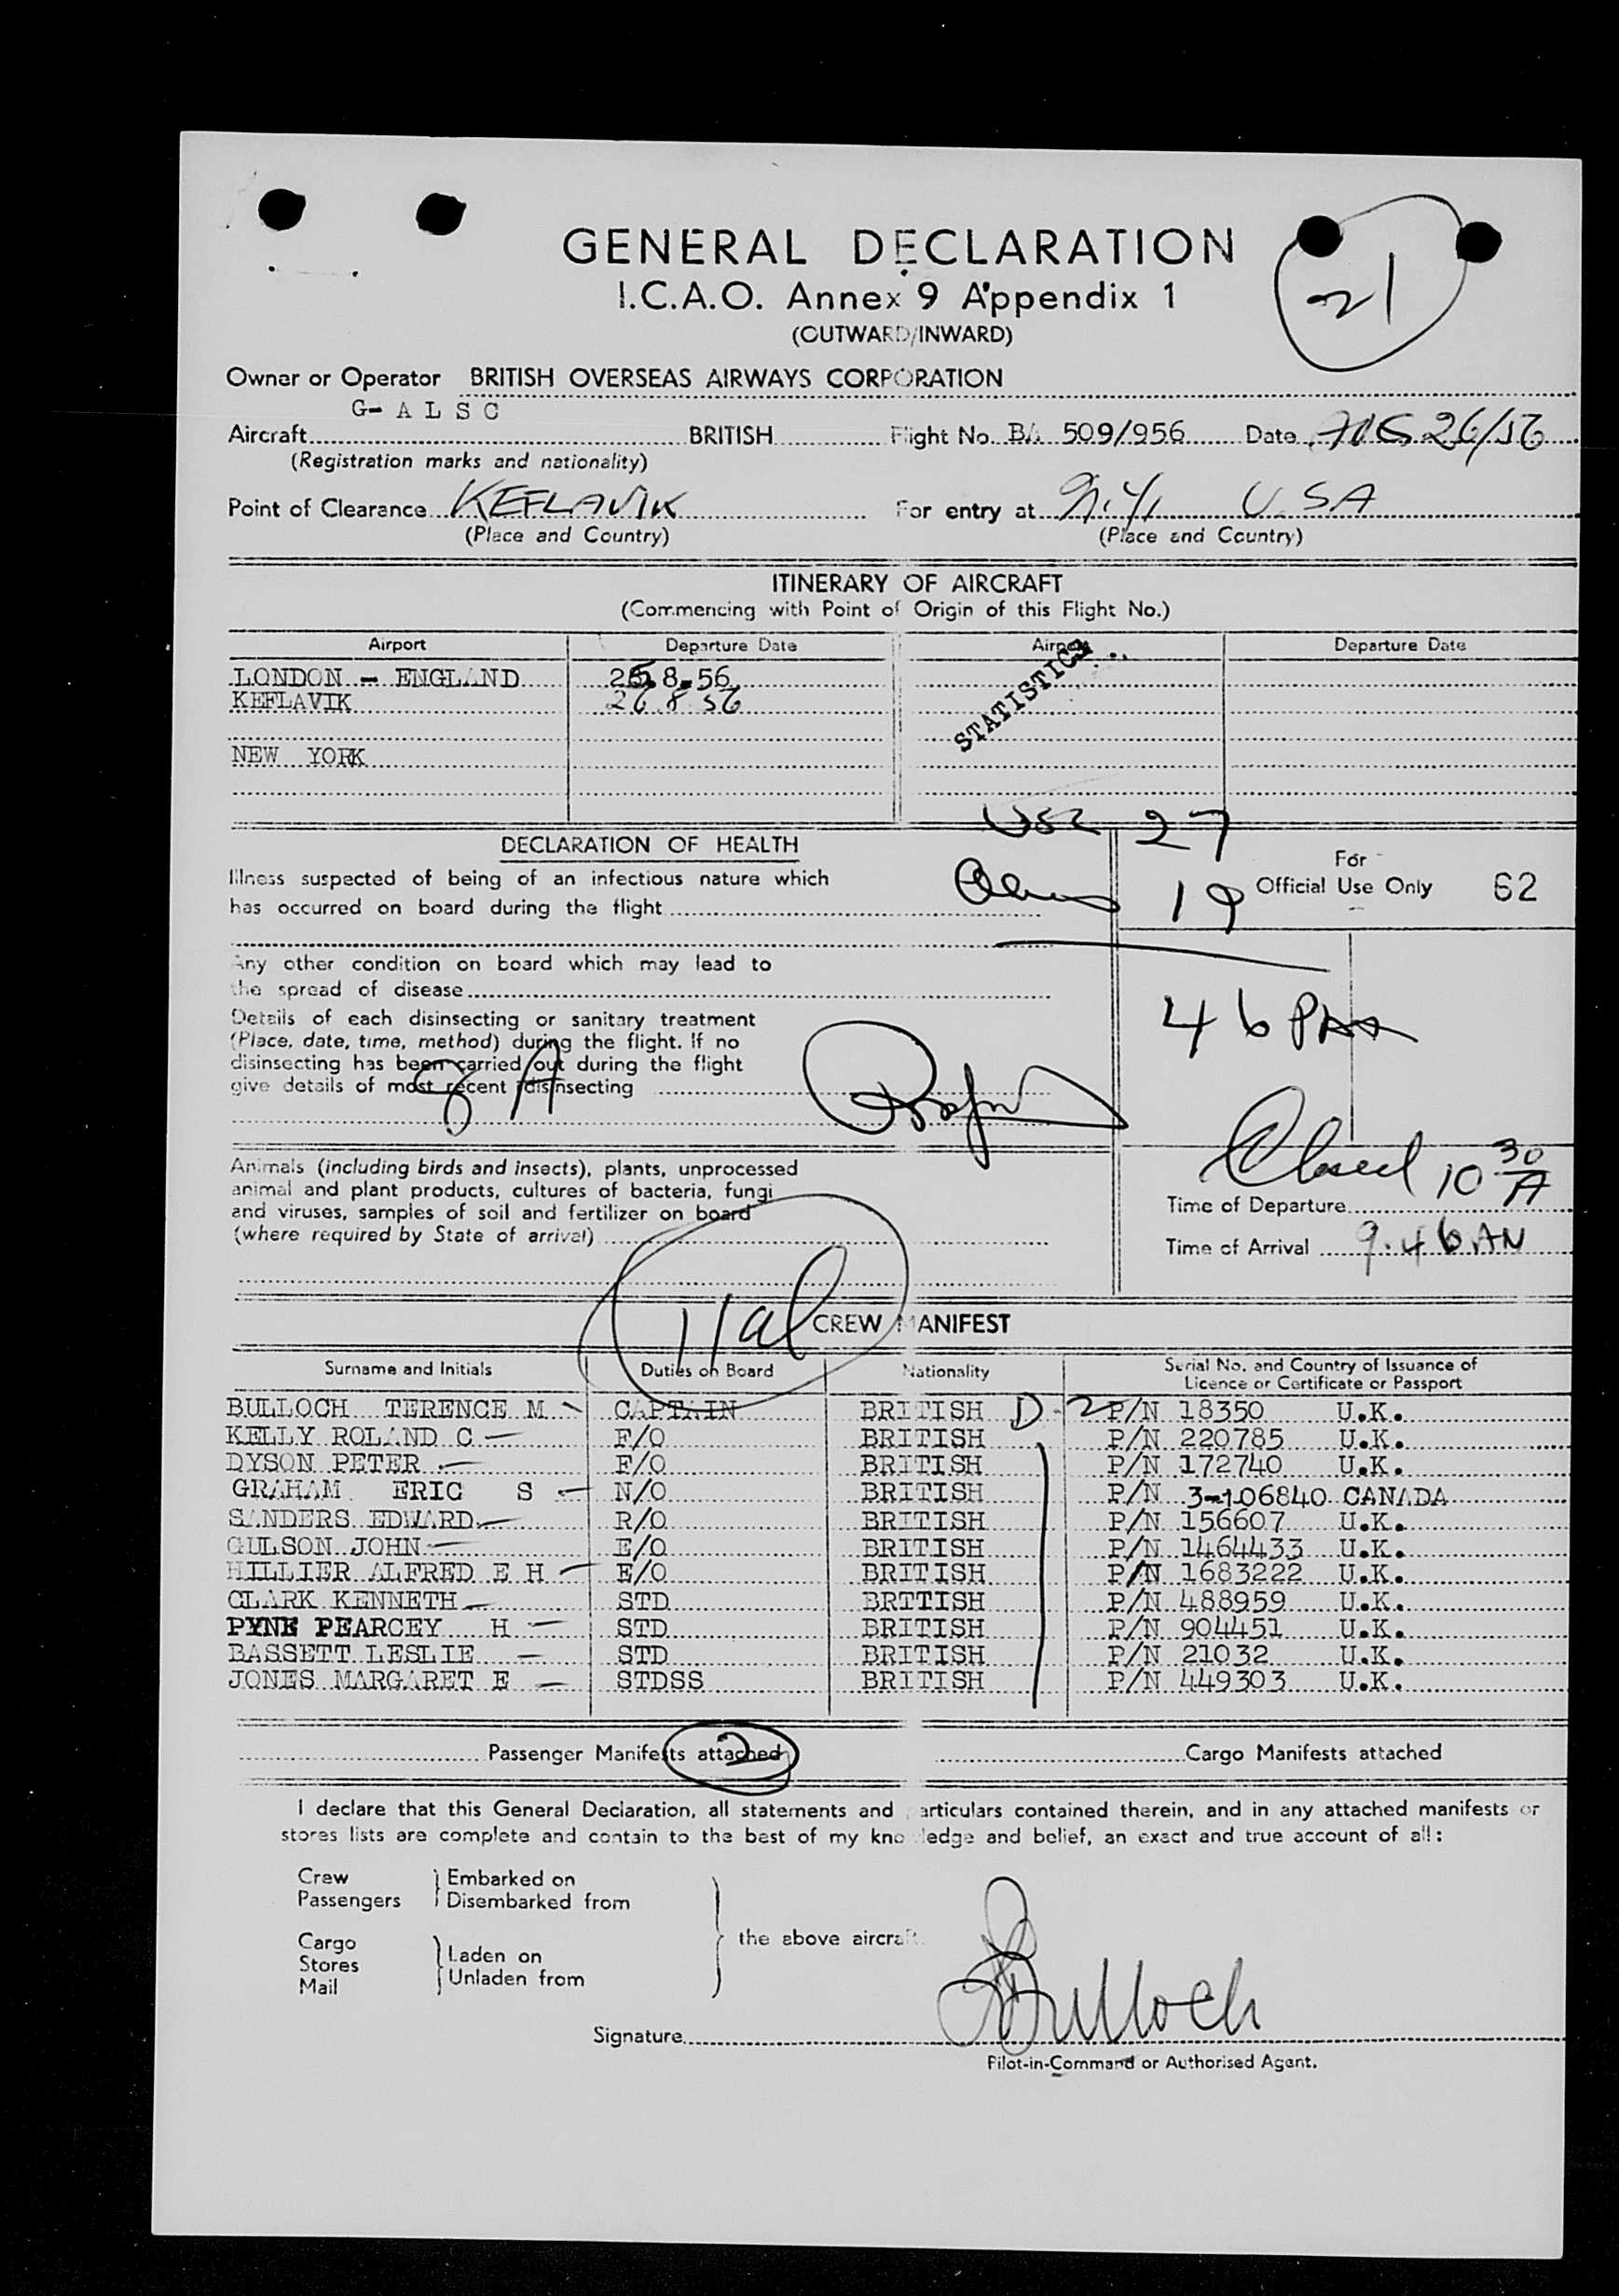 21
GENERAL DECLARATION
I.C.A.O. Annex 9 Appendix 1
(OUTWARD/INWARD)
Owner or Operator BRITISH OVERSEAS AIRWAYS CORPORATION
G- A L S C
Aircraft BRITISH Flight No. BA 509/956 Date 26/56
(Registration marks and nationality)
Point of Clearance KEFLAVIK For entry at N.Y. USA
(Place and Country) (Place and Country)
ITINERARY OF AIRCRAFT
(Commencing with Point of Origin of this Flight No.)
Airport Departure Date Airport Departure Date
LONDON - ENGLAND 25.8.56
KEFLAVIK 26.8.56
STATISTICS
NEW YORK
USC 27
DECLARATION OF HEALTH
For
Illness suspected of being of an infectious nature which
Aliens 19 Official Use Only 62
has occurred on board during the flight
Any other condition on board which may lead to
the spread of disease
46 PAX
Details of each disinsecting or sanitary treatment
(Place, date, time, method) during the flight. If no
disinsecting has been carried out during the flight
give details of most recent disinsecting
Closed 10 30/A
Animals (including birds and insects), plants, unprocessed
animal and plant products, cultures of bacteria, fungi
and viruses, samples of soil and fertilizer on board
Time of Departure
(where required by State of arrival)
Time of Arrival 9.46 AM
CREW MANIFEST
Surname and Initials Duties on Board Nationality Serial No. and Country of Issuance of
Licence or Certificate or Passport
BULLOCH TERENCE M CAPTAIN BRITISH D-2 P/N 18350 U.K.
KELLY ROLAND C F/O BRITISH P/N 220785 U.K.
DYSON PETER F/O BRITISH P/N 172740 U.K.
GRAHAM ERIC S N/O BRITISH P/N 3-106840 CANADA
SANDERS EDWARD R/O BRITISH P/N 156607 U.K.
GULSON JOHN E/O BRITISH P/N 1464433 U.K.
HILLIER ALFRED E H E/O BRITISH P/N 1683222 U.K.
CLARK KENNETH STD BRTTISH P/N 488959 U.K.
PYNE PEARCEY H STD BRITISH P/N 904451 U.K.
BASSETT LESLIE STD BRITISH P/N 21032 U.K.
JONES MARGARET E STDSS BRITISH P/N 449303 U.K.
Passenger Manifests attached 2 Cargo Manifests attached
I declare that this General Declaration, all statements and particulars contained therein, and in any attached manifests or
stores lists are complete and contain to the best of my knowledge and belief, an exact and true account of all:
Crew Embarked on
Passengers Disembarked from
the above aircraft.
Cargo
Stores Laden on
Mail Unladen from
Bulloch
Signature
Pilot-in-Command or Authorised Agent.